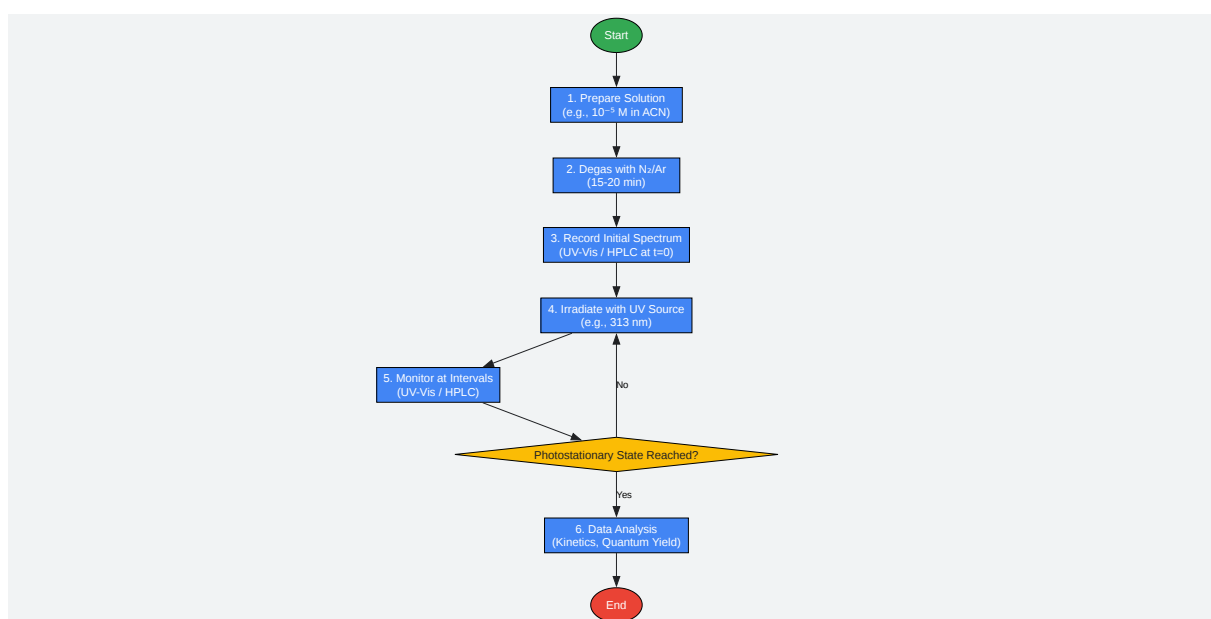 Start
1. Prepare Solution
(e.g., 10⁻⁵ M in ACN)
2. Degas with N₂/Ar
(15-20 min)
3. Record Initial Spectrum
(UV-Vis / HPLC at t=0)
4. Irradiate with UV Source
(e.g., 313 nm)
5. Monitor at Intervals
(UV-Vis / HPLC)
No
Photostationary State Reached?
Yes
6. Data Analysis
(Kinetics, Quantum Yield)
End